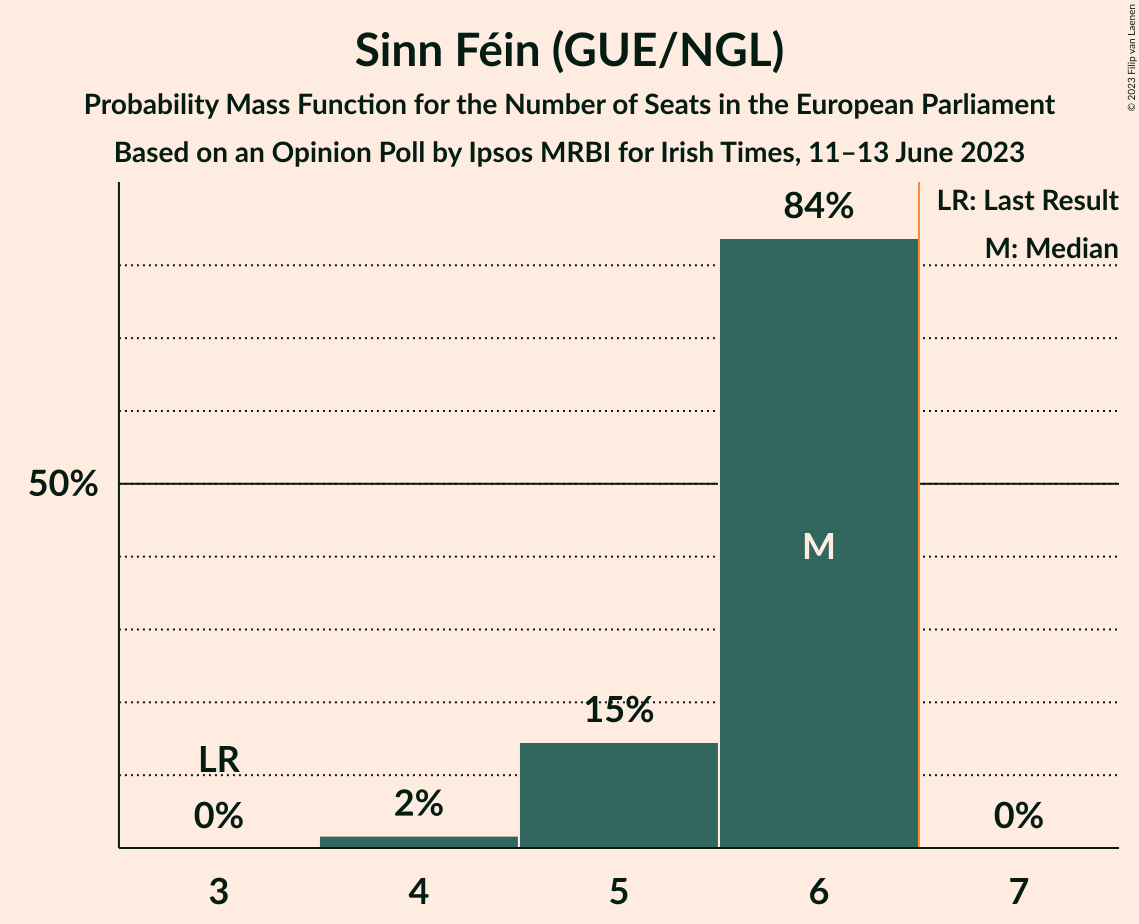 Sinn Féin (GUE/NGL)
Probability Mass Function for the Number of Seats in the European Parliament
Based on an Opinion Poll by Ipsos MRBI for Irish Times, 11–13 June 2023
© 2023 Filip van Laenen
LR: Last Result
M: Median
84%
50%
M
15%
LR
2%
0%
0%
3
4
5
6
7